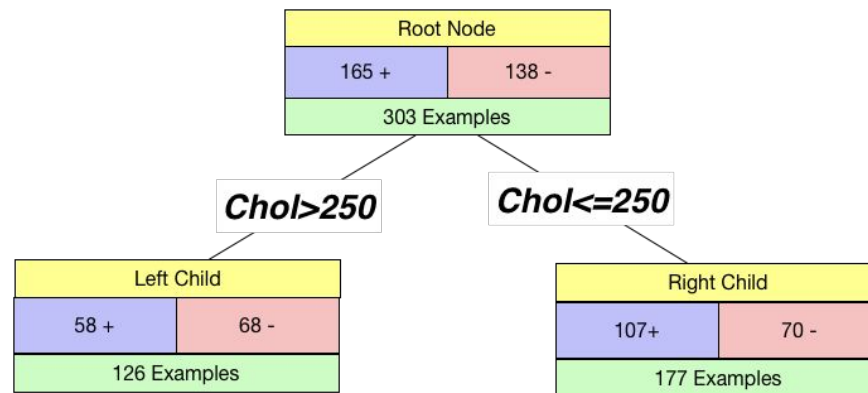 Root Node
165 + 138 -
303 Examples
Chol>250 Chol<=250
Left Child
58 + 68 -
126 Examples
Right Child
107+ 70 -
177 Examples